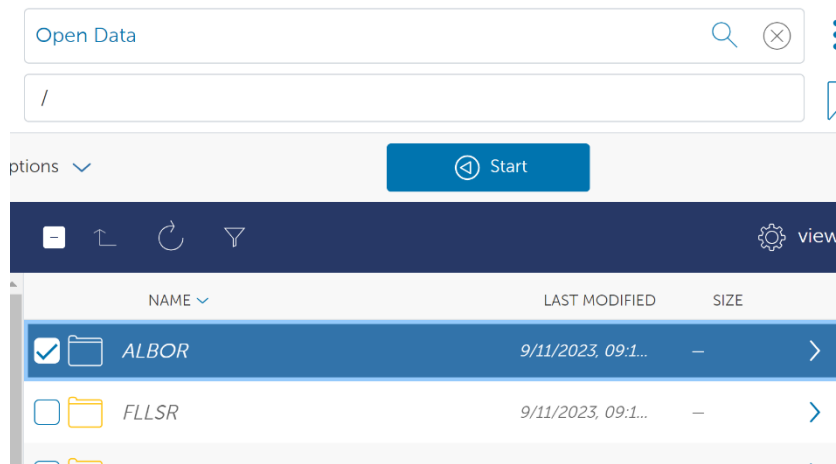 Open Data
/
ptions
Start
view
NAME LAST MODIFIED SIZE
ALBOR 9/11/2023, 09:1... —
FLLSR 9/11/2023, 09:1... —